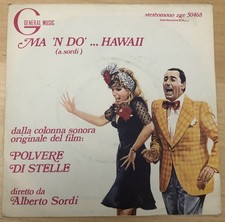 G
GENERAL MUSIC
stereomono zge 50468
MA 'N DO' ... HAWAII
(a. sordi)
dalla colonna sonora
originale del film:
POLVERE
DI STELLE
diretto da
Alberto Sordi